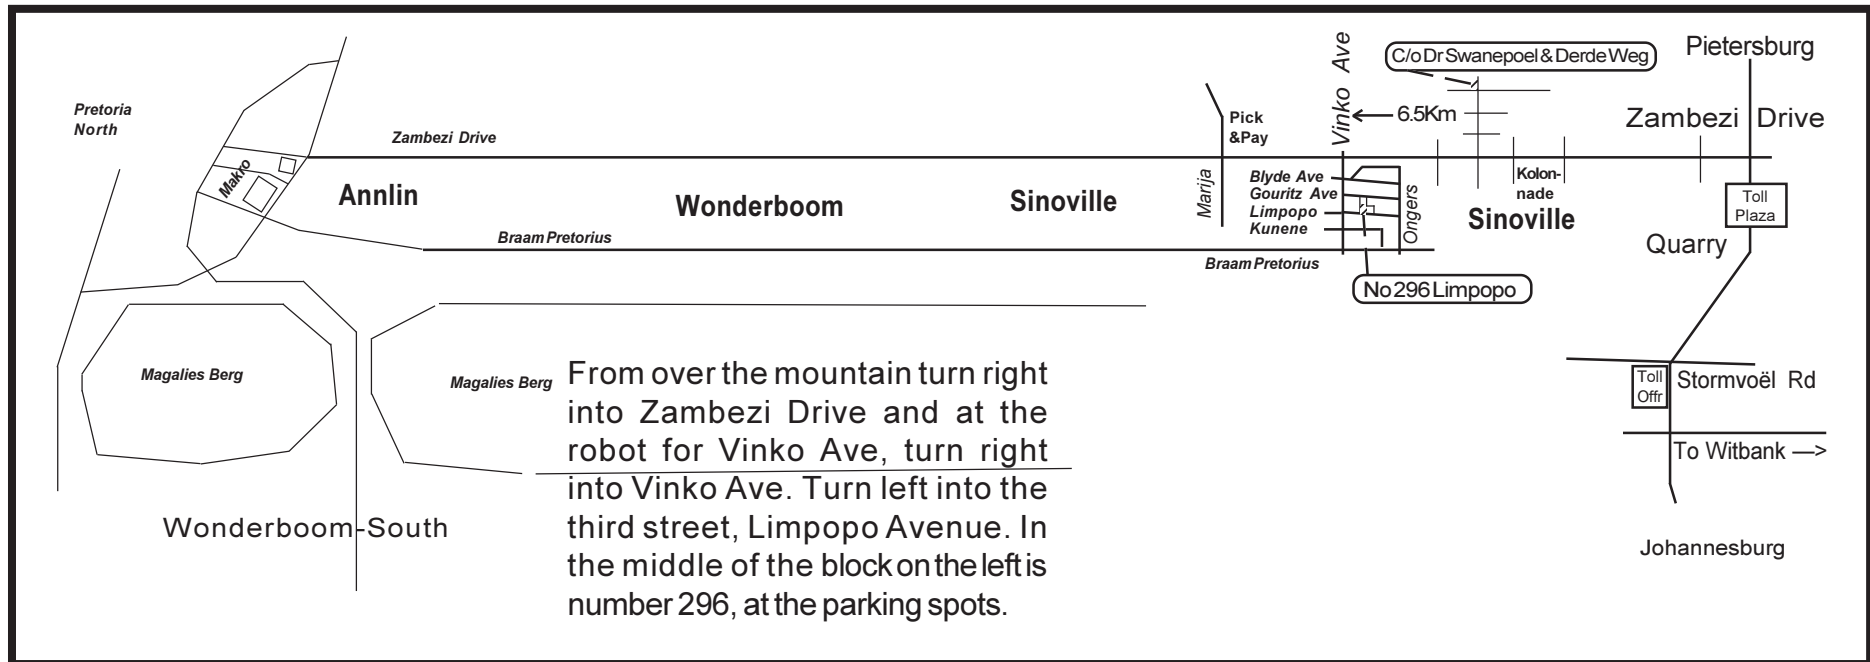 Vinko Ave
C/o Dr Swanepoel & Derde Weg
Pietersburg
Pretoria
North
Pick
&Pay
6.5Km
Zambezi Drive
Zambezi Drive
Makro
Annlin
Wonderboom
Sinoville
Marija
Blyde Ave
Gouritz Ave
Limpopo
Kunene
Ongers
Kolon-
nade
Sinoville
Toll
Plaza
Braam Pretorius
Braam Pretorius
Quarry
No 296 Limpopo
Magalies Berg
Magalies Berg
From over the mountain turn right
into Zambezi Drive and at the
robot for Vinko Ave, turn right
into Vinko Ave. Turn left into the
third street, Limpopo Avenue. In
the middle of the block on the left is
number 296, at the parking spots.
Toll
Offr
Stormvoël Rd
To Witbank —>
Wonderboom-South
Johannesburg